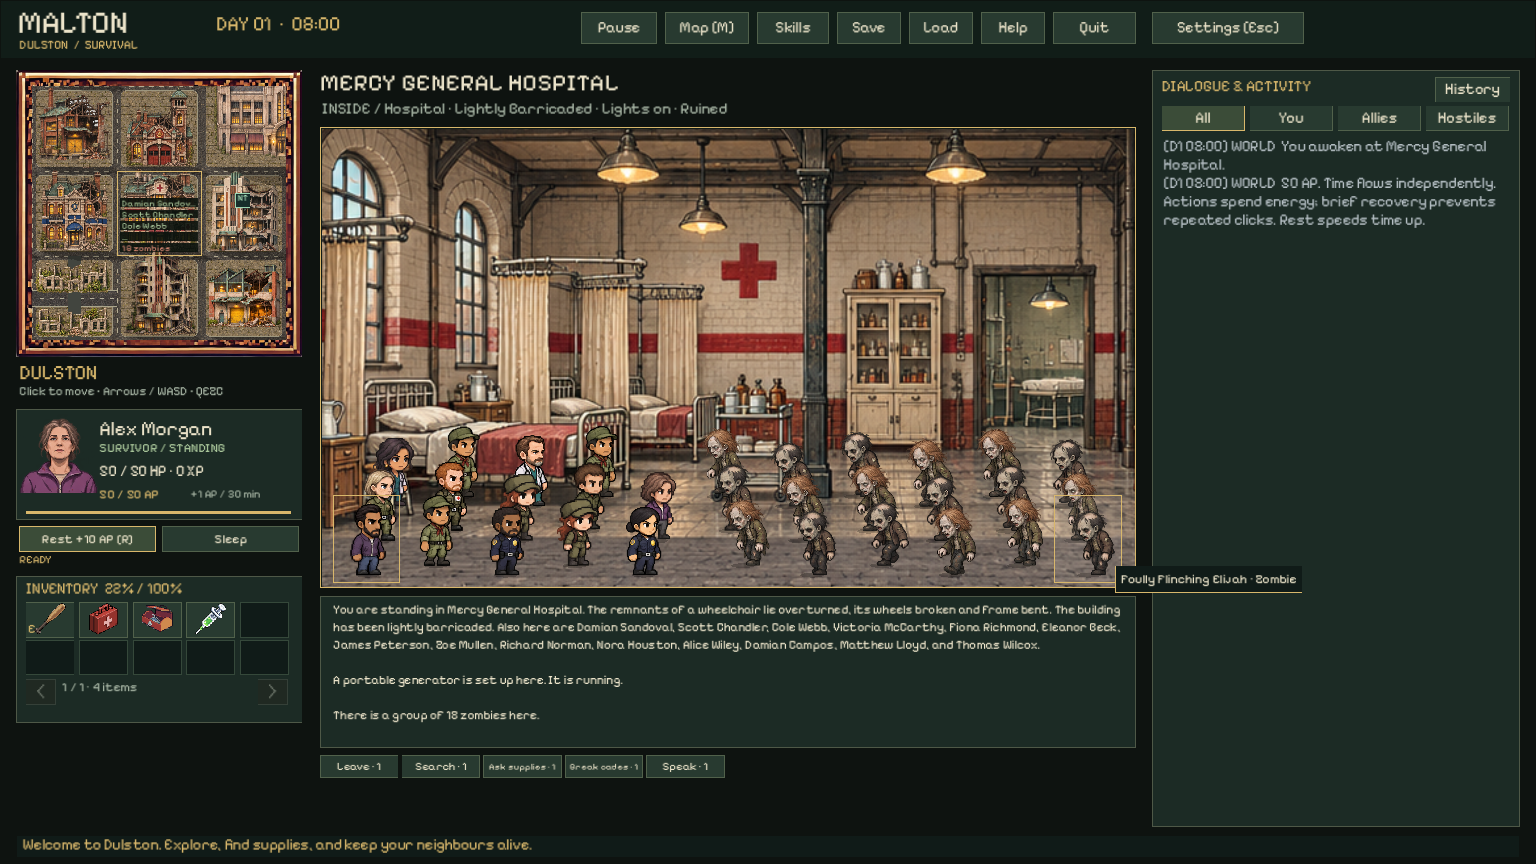 MALTON
DULSTON / SURVIVAL
DAY 01 · 08:00
Pause
Map (M)
Skills
Save
Load
Help
Quit
Settings (Esc)
NT
Damian Sandov...
Scott Chandler
Cole Webb
...
18 zombies
DULSTON
Click to move · Arrows / WASD · QEZC
Alex Morgan
SURVIVOR / STANDING
50 / 50 HP · 0 XP
50 / 50 AP
+1 AP / 30 min
Rest +10 AP (R)
Sleep
READY
INVENTORY 22% / 100%
E
1 / 1 · 4 items
MERCY GENERAL HOSPITAL
INSIDE / Hospital · Lightly Barricaded · Lights on · Ruined
Foully Flinching Elijah · Zombie
You are standing in Mercy General Hospital. The remnants of a wheelchair lie overturned, its wheels broken and frame bent. The building
has been lightly barricaded. Also here are Damian Sandoval, Scott Chandler, Cole Webb, Victoria McCarthy, Fiona Richmond, Eleanor Beck,
James Peterson, Zoe Mullen, Richard Norman, Nora Houston, Alice Wiley, Damian Campos, Matthew Lloyd, and Thomas Wilcox.
A portable generator is set up here. It is running.
There is a group of 18 zombies here.
Leave · 1
Search · 1
Ask supplies · 1
Break cades · 1
Speak · 1
DIALOGUE & ACTIVITY
History
All
You
Allies
Hostiles
(D1 08:00) WORLD You awaken at Mercy General
Hospital.
(D1 08:00) WORLD 50 AP. Time flows independently.
Actions spend energy; brief recovery prevents
repeated clicks. Rest speeds time up.
Welcome to Dulston. Explore, find supplies, and keep your neighbours alive.